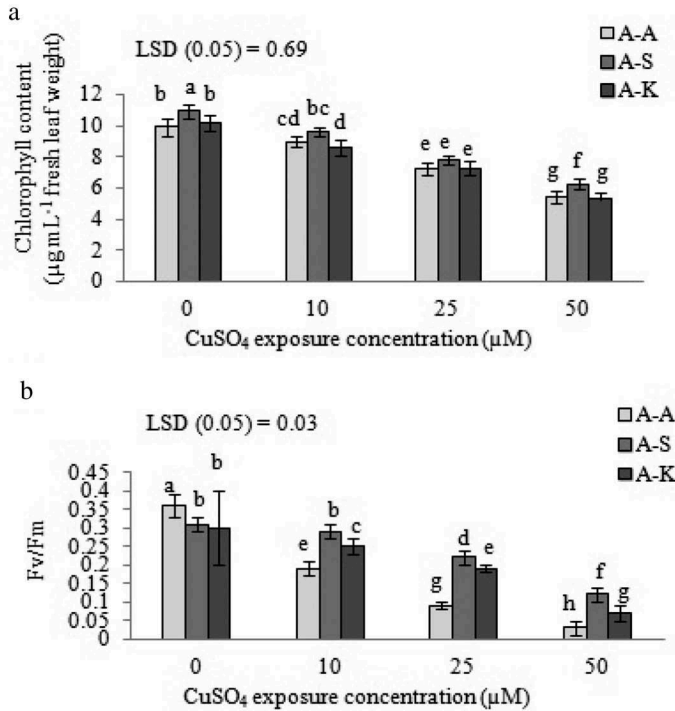 a
LSD (0.05) = 0.69
A-A
A-S
A-K
Chlorophyll content
(µg mL⁻¹ fresh leaf weight)
12
10
8
6
4
2
0
b a b
cd bc d
e e e
g f g
0 10 25 50
CuSO₄ exposure concentration (µM)
b
LSD (0.05) = 0.03
A-A
A-S
A-K
Fv/Fm
0.45
0.4
0.35
0.3
0.25
0.2
0.15
0.1
0.05
0
a b b
e b c
g d e
h f g
0 10 25 50
CuSO₄ exposure concentration (µM)